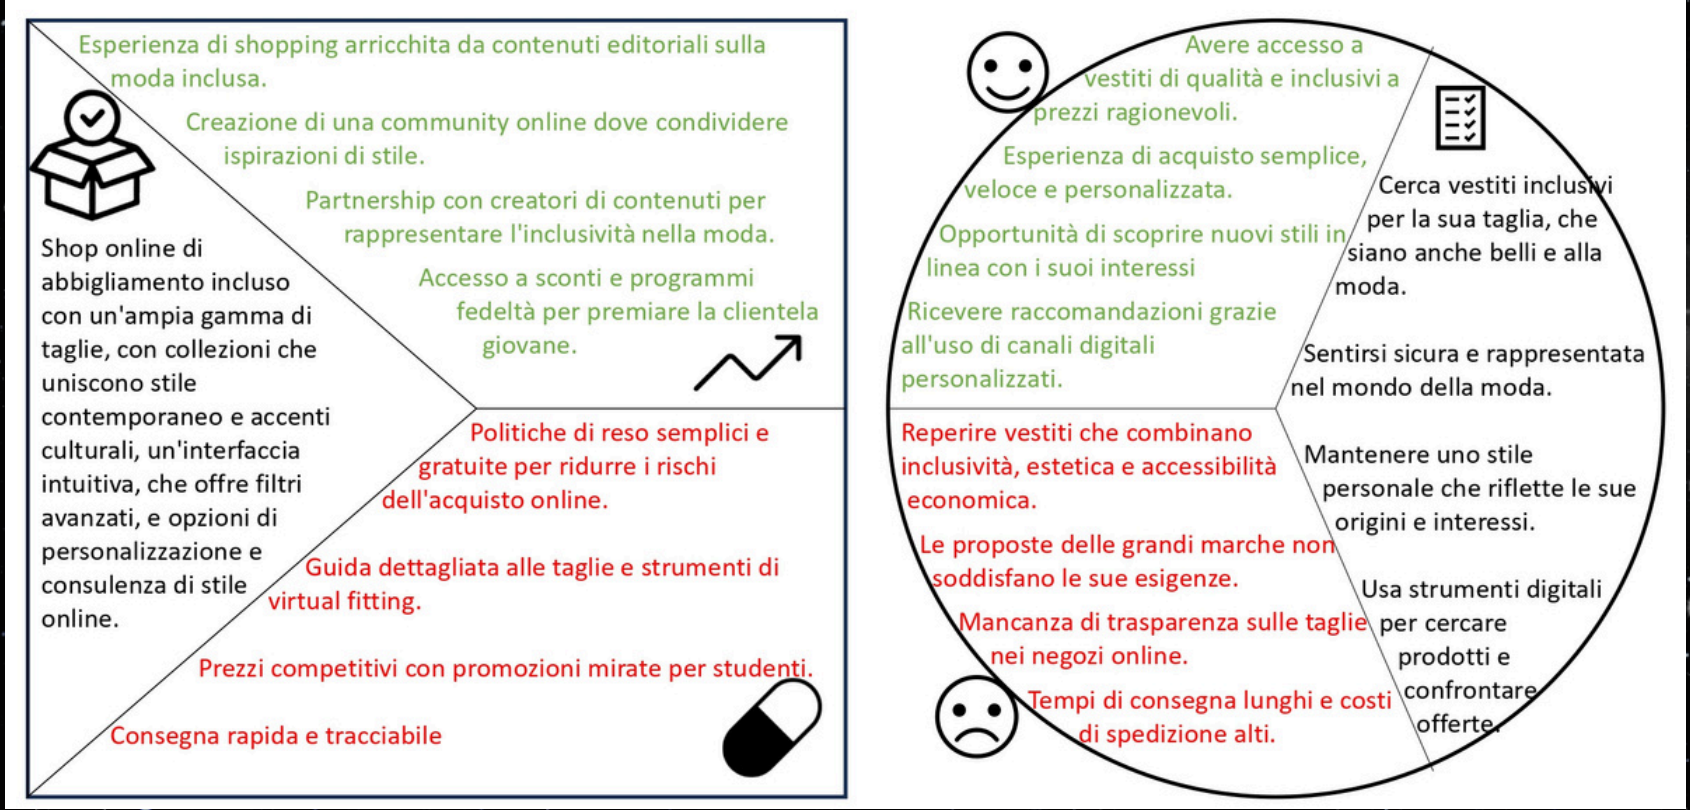 Esperienza di shopping arricchita da contenuti editoriali sulla
moda inclusa.
Creazione di una community online dove condividere
ispirazioni di stile.
Partnership con creatori di contenuti per
rappresentare l'inclusività nella moda.
Accesso a sconti e programmi
fedeltà per premiare la clientela
giovane.
Shop online di
abbigliamento incluso
con un'ampia gamma di
taglie, con collezioni che
uniscono stile
contemporaneo e accenti
culturali, un'interfaccia
intuitiva, che offre filtri
avanzati, e opzioni di
personalizzazione e
consulenza di stile
online.
Politiche di reso semplici e
gratuite per ridurre i rischi
dell'acquisto online.
Guida dettagliata alle taglie e strumenti di
virtual fitting.
Prezzi competitivi con promozioni mirate per studenti.
Consegna rapida e tracciabile
Avere accesso a
vestiti di qualità e inclusivi a
prezzi ragionevoli.
Esperienza di acquisto semplice,
veloce e personalizzata.
Opportunità di scoprire nuovi stili in
linea con i suoi interessi
Ricevere raccomandazioni grazie
all'uso di canali digitali
personalizzati.
Cerca vestiti inclusivi
per la sua taglia, che
siano anche belli e alla
moda.
Sentirsi sicura e rappresentata
nel mondo della moda.
Mantenere uno stile
personale che riflette le sue
origini e interessi.
Usa strumenti digitali
per cercare
prodotti e
confrontare
offerte.
Reperire vestiti che combinano
inclusività, estetica e accessibilità
economica.
Le proposte delle grandi marche non
soddisfano le sue esigenze.
Mancanza di trasparenza sulle taglie
nei negozi online.
Tempi di consegna lunghi e costi
di spedizione alti.